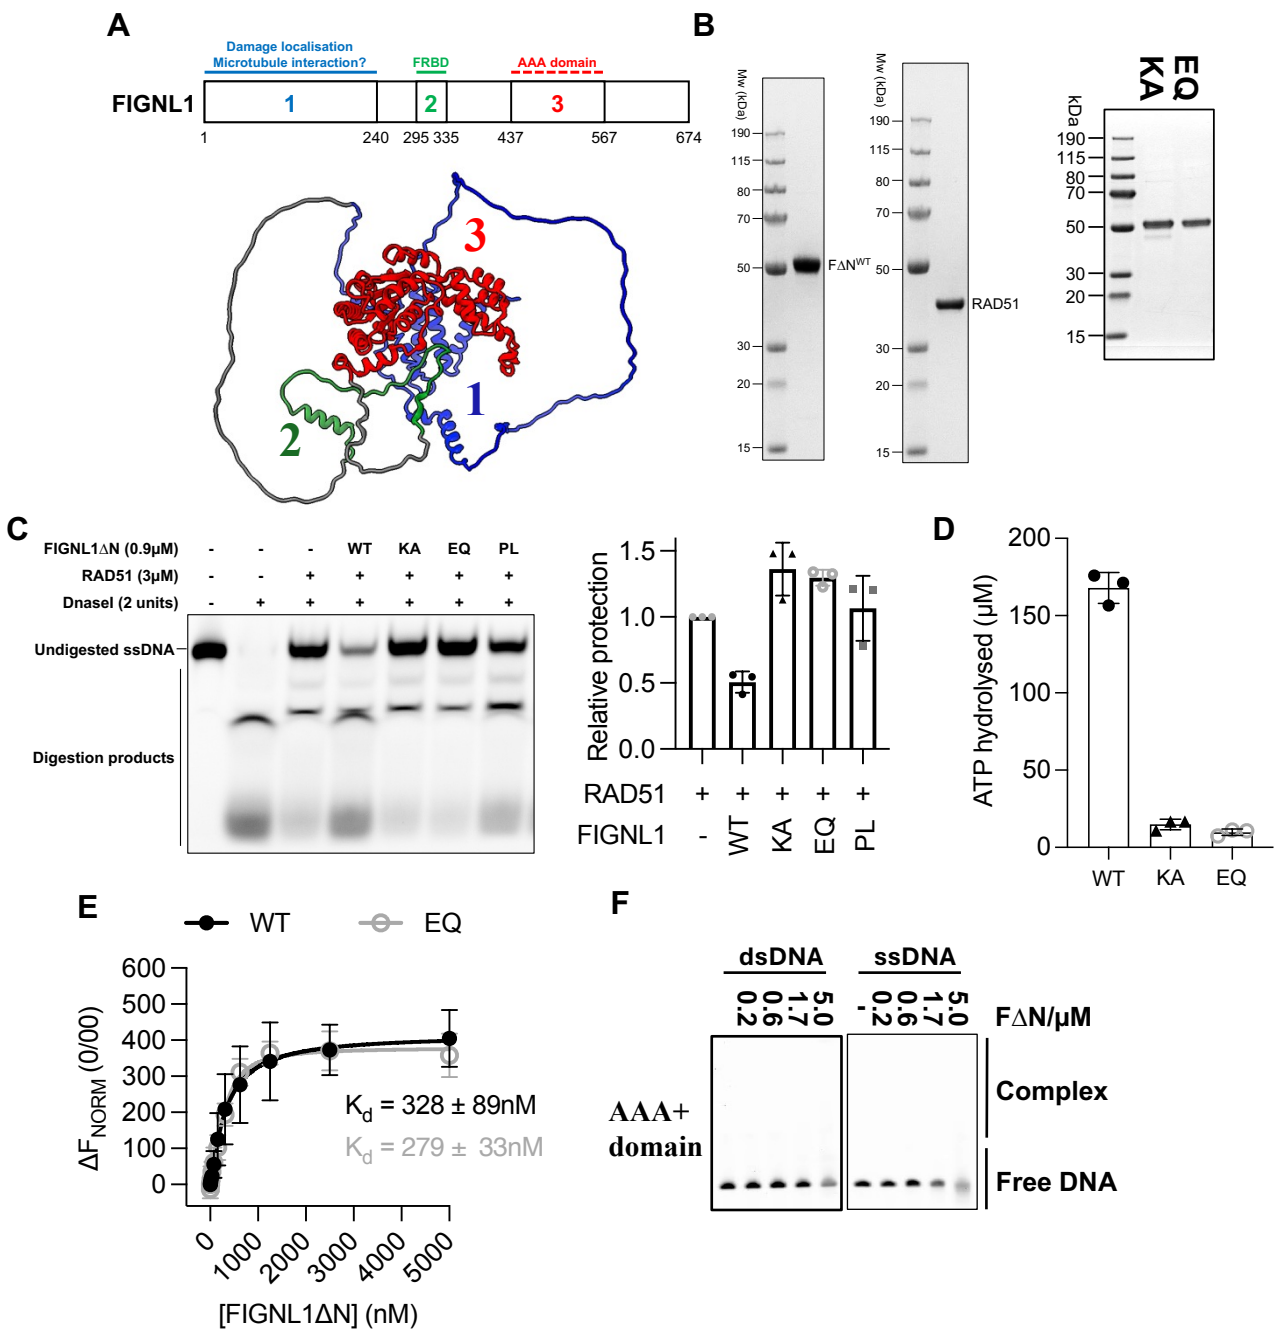 A
Damage localisation
Microtubule interaction?
FRBD
AAA domain
FIGNL1
1
2
3
1
240
295 335
437
567
674
3
1
2
B
Mw (kDa)
190
115
80
70
50
30
20
15
FΔN^WT
Mw (kDa)
190
115
80
70
50
30
20
15
RAD51
KA
EQ
kDa
190
115
80
70
50
30
20
15
C
FIGNL1ΔN (0.9µM) - - - WT KA EQ PL
RAD51 (3µM) - - + + + + +
DnaseI (2 units) - + + + + + +
Undigested ssDNA
Digestion products
Relative protection
1.5
1.0
0.5
0.0
RAD51 + + + + +
FIGNL1 - WT KA EQ PL
D
ATP hydrolysed (µM)
200
150
100
50
0
WT KA EQ
E
WT
EQ
ΔF_NORM (0/00)
600
500
400
300
200
100
0
K_d = 328 ± 89nM
K_d = 279 ± 33nM
0 1000 2000 3000 4000 5000
[FIGNL1ΔN] (nM)
F
dsDNA ssDNA
0.2 0.6 1.7 5.0 - 0.2 0.6 1.7 5.0 FΔN/µM
Complex
AAA+
domain
Free DNA